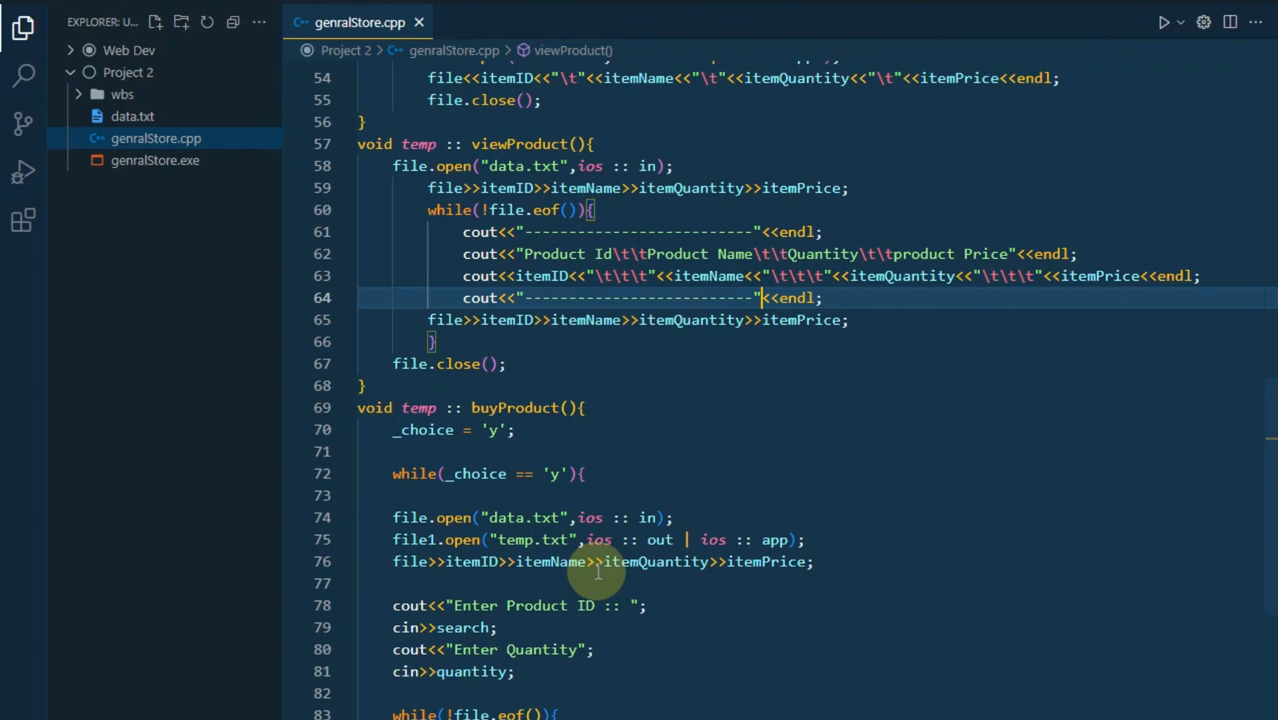 EXPLORER: U...
genralStore.cpp
Project 2 > genralStore.cpp > viewProduct()
Web Dev
Project 2
wbs
data.txt
genralStore.cpp
genralStore.exe
54 file<<itemID<<"\t"<<itemName<<"\t"<<itemQuantity<<"\t"<<itemPrice<<endl;
55 file.close();
56 }
57 void temp :: viewProduct(){
58 file.open("data.txt",ios :: in);
59 file>>itemID>>itemName>>itemQuantity>>itemPrice;
60 while(!file.eof()){
61 cout<<"--------------------------"<<endl;
62 cout<<"Product Id\t\tProduct Name\t\tQuantity\t\tproduct Price"<<endl;
63 cout<<itemID<<"\t\t\t"<<itemName<<"\t\t\t"<<itemQuantity<<"\t\t\t"<<itemPrice<<endl;
64 cout<<"--------------------------"<<endl;
65 file>>itemID>>itemName>>itemQuantity>>itemPrice;
66 }
67 file.close();
68 }
69 void temp :: buyProduct(){
70 _choice = 'y';
71
72 while(_choice == 'y'){
73
74 file.open("data.txt",ios :: in);
75 file1.open("temp.txt",ios :: out | ios :: app);
76 file>>itemID>>itemName>>itemQuantity>>itemPrice;
77
78 cout<<"Enter Product ID :: ";
79 cin>>search;
80 cout<<"Enter Quantity";
81 cin>>quantity;
82
83 while(!file.eof()){